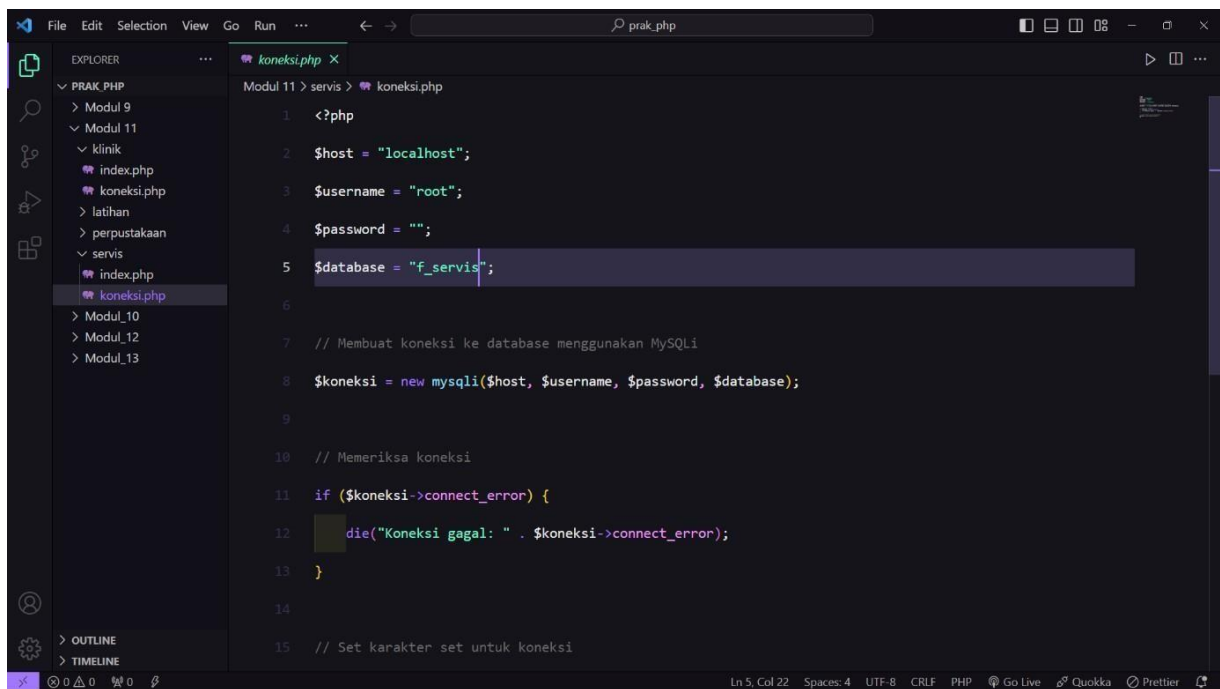 File Edit Selection View Go Run ··· prak_php
EXPLORER ···
PRAK_PHP
Modul 9
Modul 11
klinik
index.php
koneksi.php
latihan
perpustakaan
servis
index.php
koneksi.php
Modul_10
Modul_12
Modul_13
OUTLINE
TIMELINE
koneksi.php ×
Modul 11 > servis > koneksi.php
1 <?php
2 $host = "localhost";
3 $username = "root";
4 $password = "";
5 $database = "f_servis";
6
7 // Membuat koneksi ke database menggunakan MySQLi
8 $koneksi = new mysqli($host, $username, $password, $database);
9
10 // Memeriksa koneksi
11 if ($koneksi->connect_error) {
12 die("Koneksi gagal: " . $koneksi->connect_error);
13 }
14
15 // Set karakter set untuk koneksi
0 0 0 Ln 5, Col 22 Spaces: 4 UTF-8 CRLF PHP Go Live Quokka Prettier